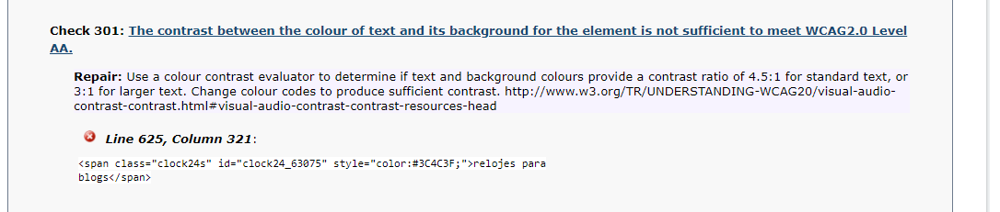 Check 301: The contrast between the colour of text and its background for the element is not sufficient to meet WCAG2.0 Level
AA.
Repair: Use a colour contrast evaluator to determine if text and background colours provide a contrast ratio of 4.5:1 for standard text, or
3:1 for larger text. Change colour codes to produce sufficient contrast. http://www.w3.org/TR/UNDERSTANDING-WCAG20/visual-audio-
contrast-contrast.html#visual-audio-contrast-contrast-resources-head
Line 625, Column 321:
<span class="clock24s" id="clock24_63075" style="color:#3C4C3F;">relojes para
blogs</span>